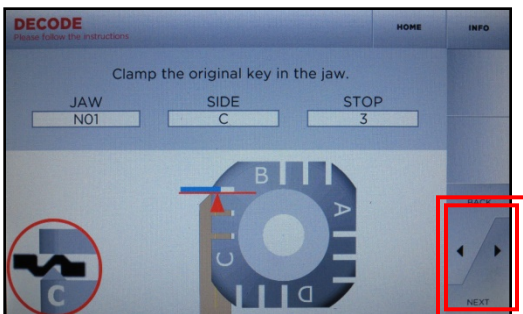 DECODE
Please follow the instructions
HOME
INFO
Clamp the original key in the jaw.
JAW
SIDE
STOP
N01
C
3
B
A
C
D
C
BACK
NEXT